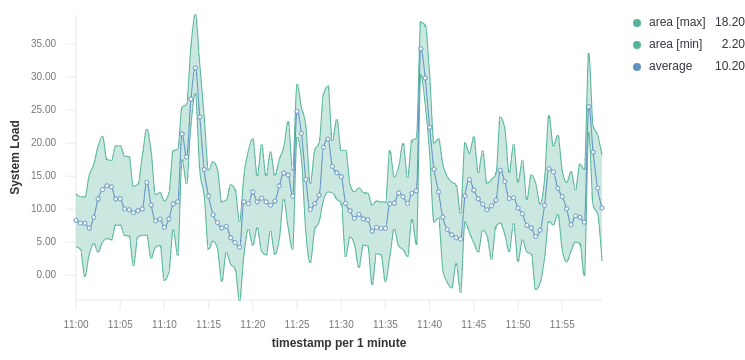 area [max] 18.20
area [min] 2.20
average 10.20
System Load
35.00
30.00
25.00
20.00
15.00
10.00
5.00
0.00
11:00 11:05 11:10 11:15 11:20 11:25 11:30 11:35 11:40 11:45 11:50 11:55
timestamp per 1 minute